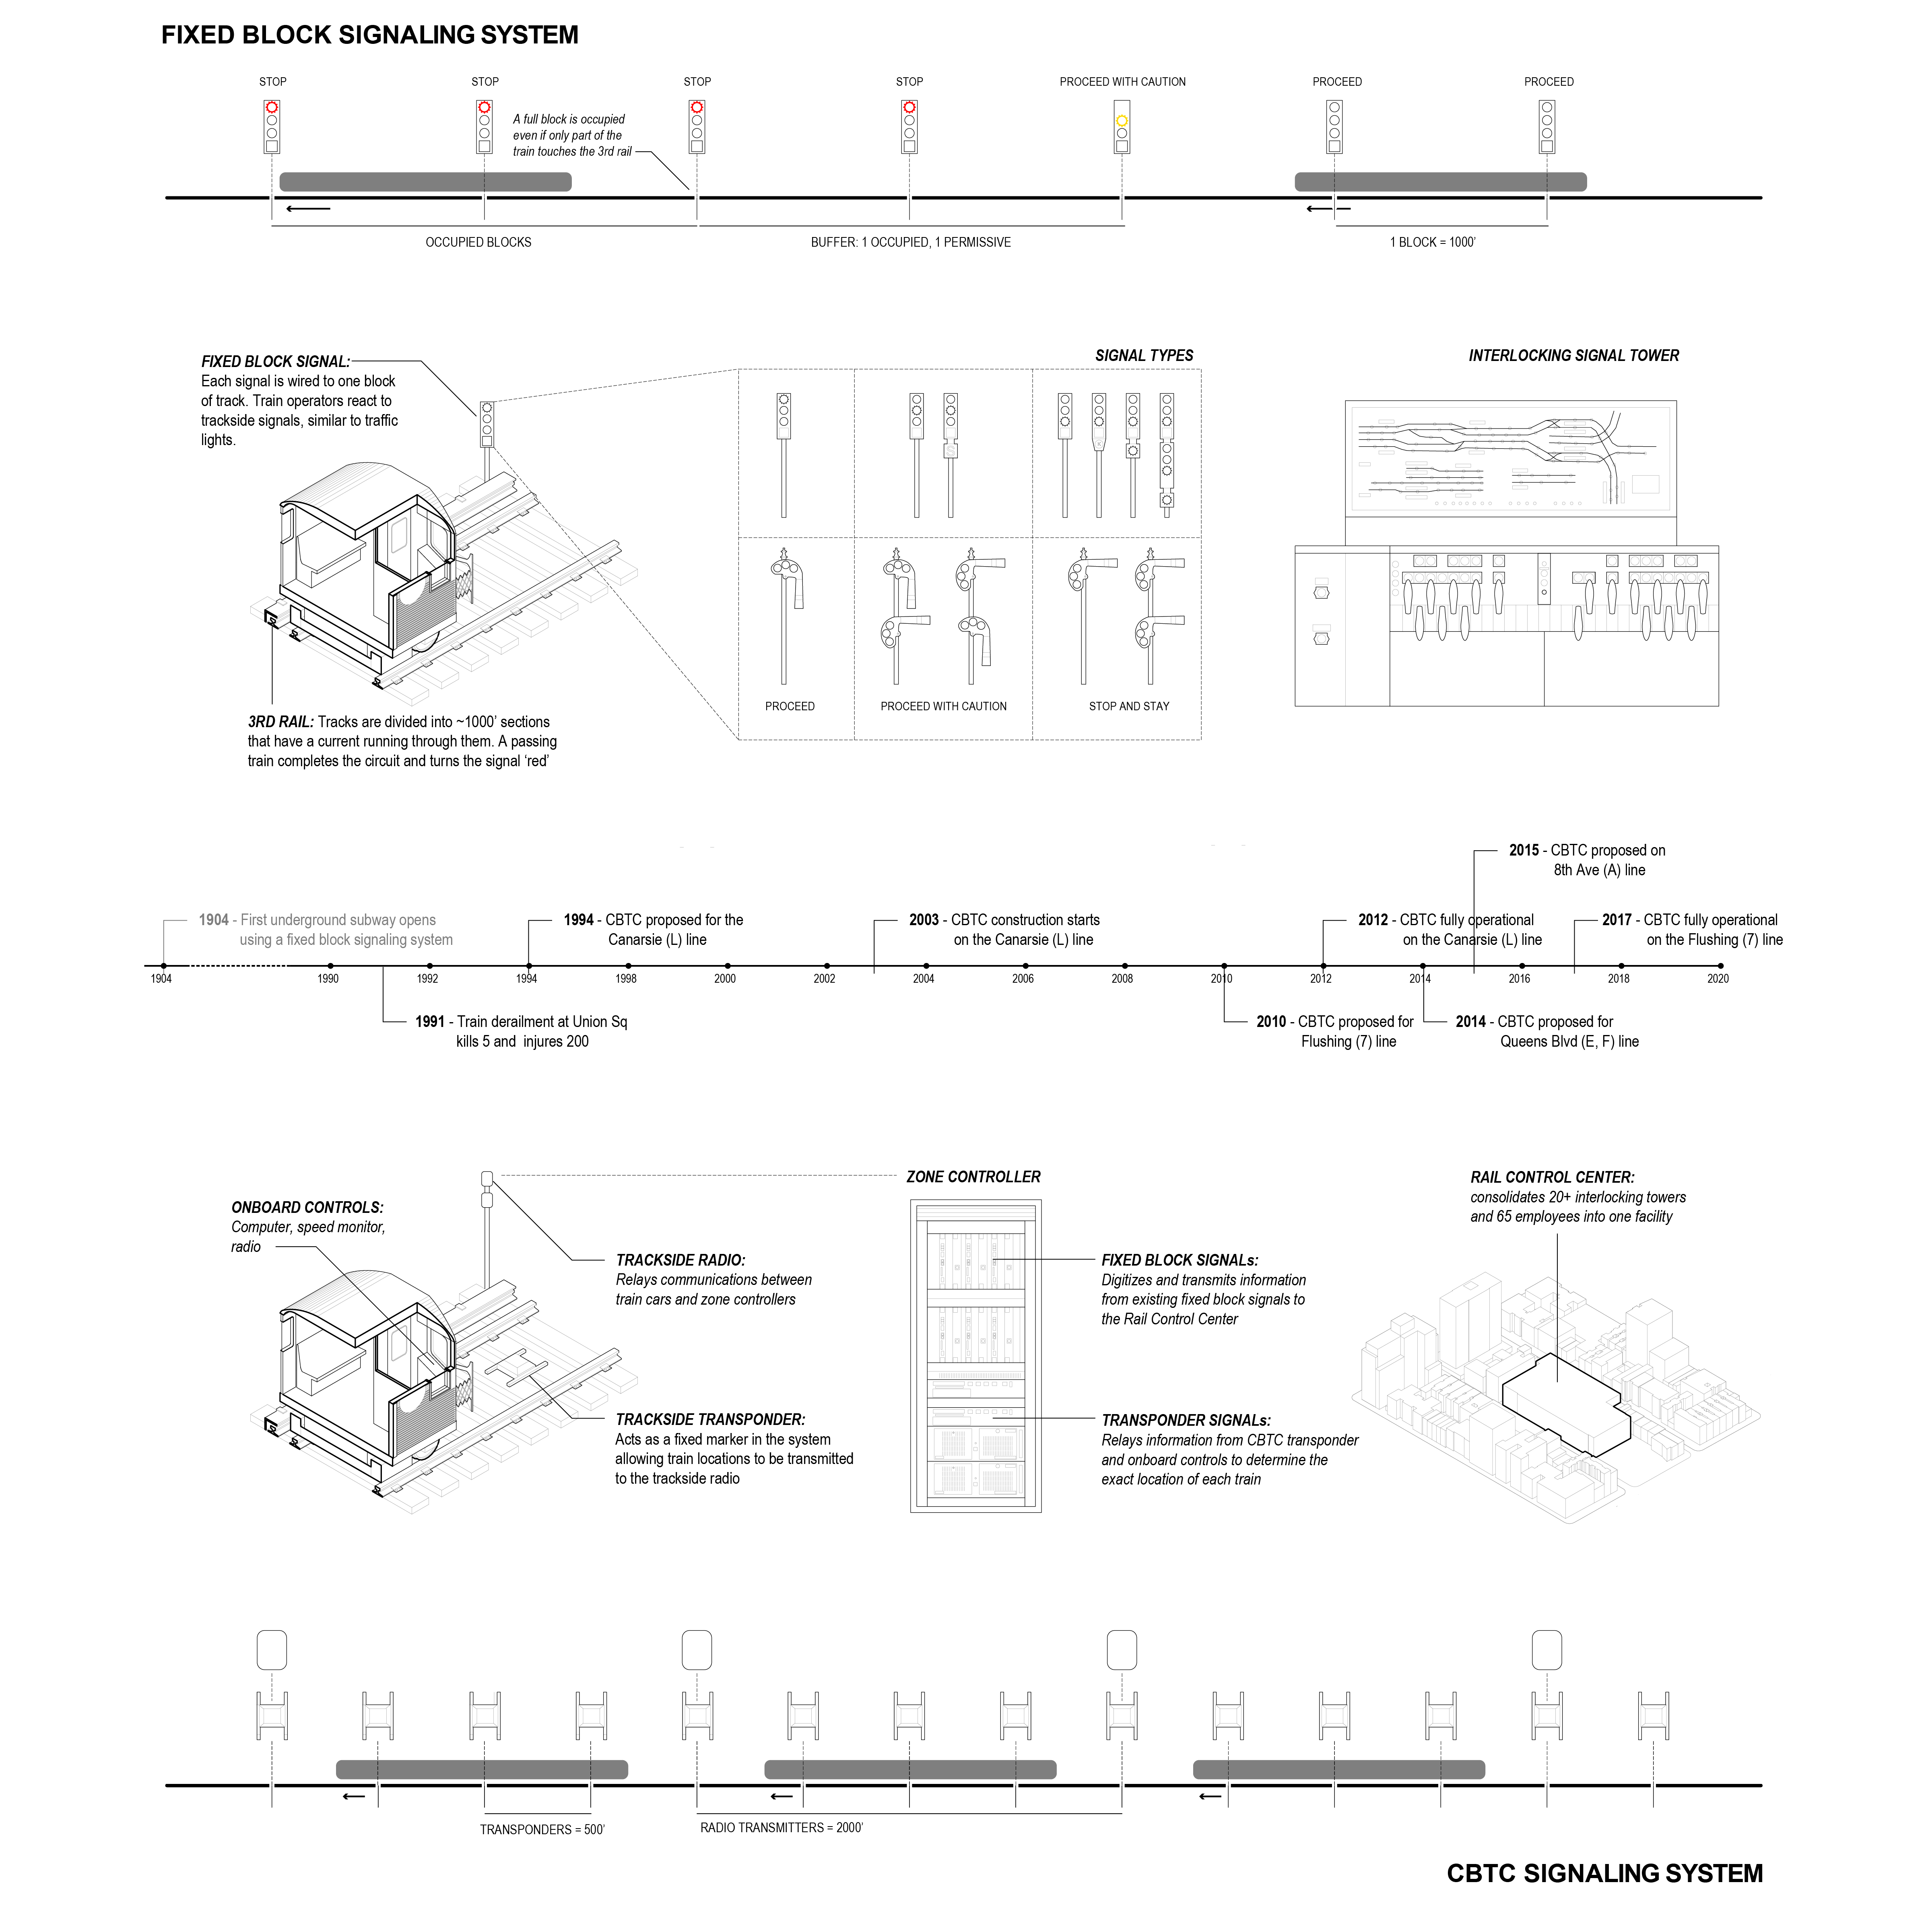 FIXED BLOCK SIGNALING SYSTEM
STOP
STOP
STOP
STOP
PROCEED WITH CAUTION
PROCEED
PROCEED
A full block is occupied
even if only part of the
train touches the 3rd rail
OCCUPIED BLOCKS
BUFFER: 1 OCCUPIED, 1 PERMISSIVE
1 BLOCK = 1000'
FIXED BLOCK SIGNAL:
Each signal is wired to one block
of track. Train operators react to
trackside signals, similar to traffic
lights.
3RD RAIL: Tracks are divided into ~1000' sections
that have a current running through them. A passing
train completes the circuit and turns the signal 'red'
SIGNAL TYPES
PROCEED
PROCEED WITH CAUTION
STOP AND STAY
INTERLOCKING SIGNAL TOWER
2015 - CBTC proposed on
8th Ave (A) line
1904 - First underground subway opens
using a fixed block signaling system
1994 - CBTC proposed for the
Canarsie (L) line
2003 - CBTC construction starts
on the Canarsie (L) line
2012 - CBTC fully operational
on the Canarsie (L) line
2017 - CBTC fully operational
on the Flushing (7) line
1904
1990
1992
1994
1998
2000
2002
2004
2006
2008
2010
2012
2014
2016
2018
2020
1991 - Train derailment at Union Sq
kills 5 and injures 200
2010 - CBTC proposed for
Flushing (7) line
2014 - CBTC proposed for
Queens Blvd (E, F) line
ONBOARD CONTROLS:
Computer, speed monitor,
radio
TRACKSIDE RADIO:
Relays communications between
train cars and zone controllers
TRACKSIDE TRANSPONDER:
Acts as a fixed marker in the system
allowing train locations to be transmitted
to the trackside radio
ZONE CONTROLLER
FIXED BLOCK SIGNALs:
Digitizes and transmits information
from existing fixed block signals to
the Rail Control Center
TRANSPONDER SIGNALs:
Relays information from CBTC transponder
and onboard controls to determine the
exact location of each train
RAIL CONTROL CENTER:
consolidates 20+ interlocking towers
and 65 employees into one facility
TRANSPONDERS = 500'
RADIO TRANSMITTERS = 2000'
CBTC SIGNALING SYSTEM